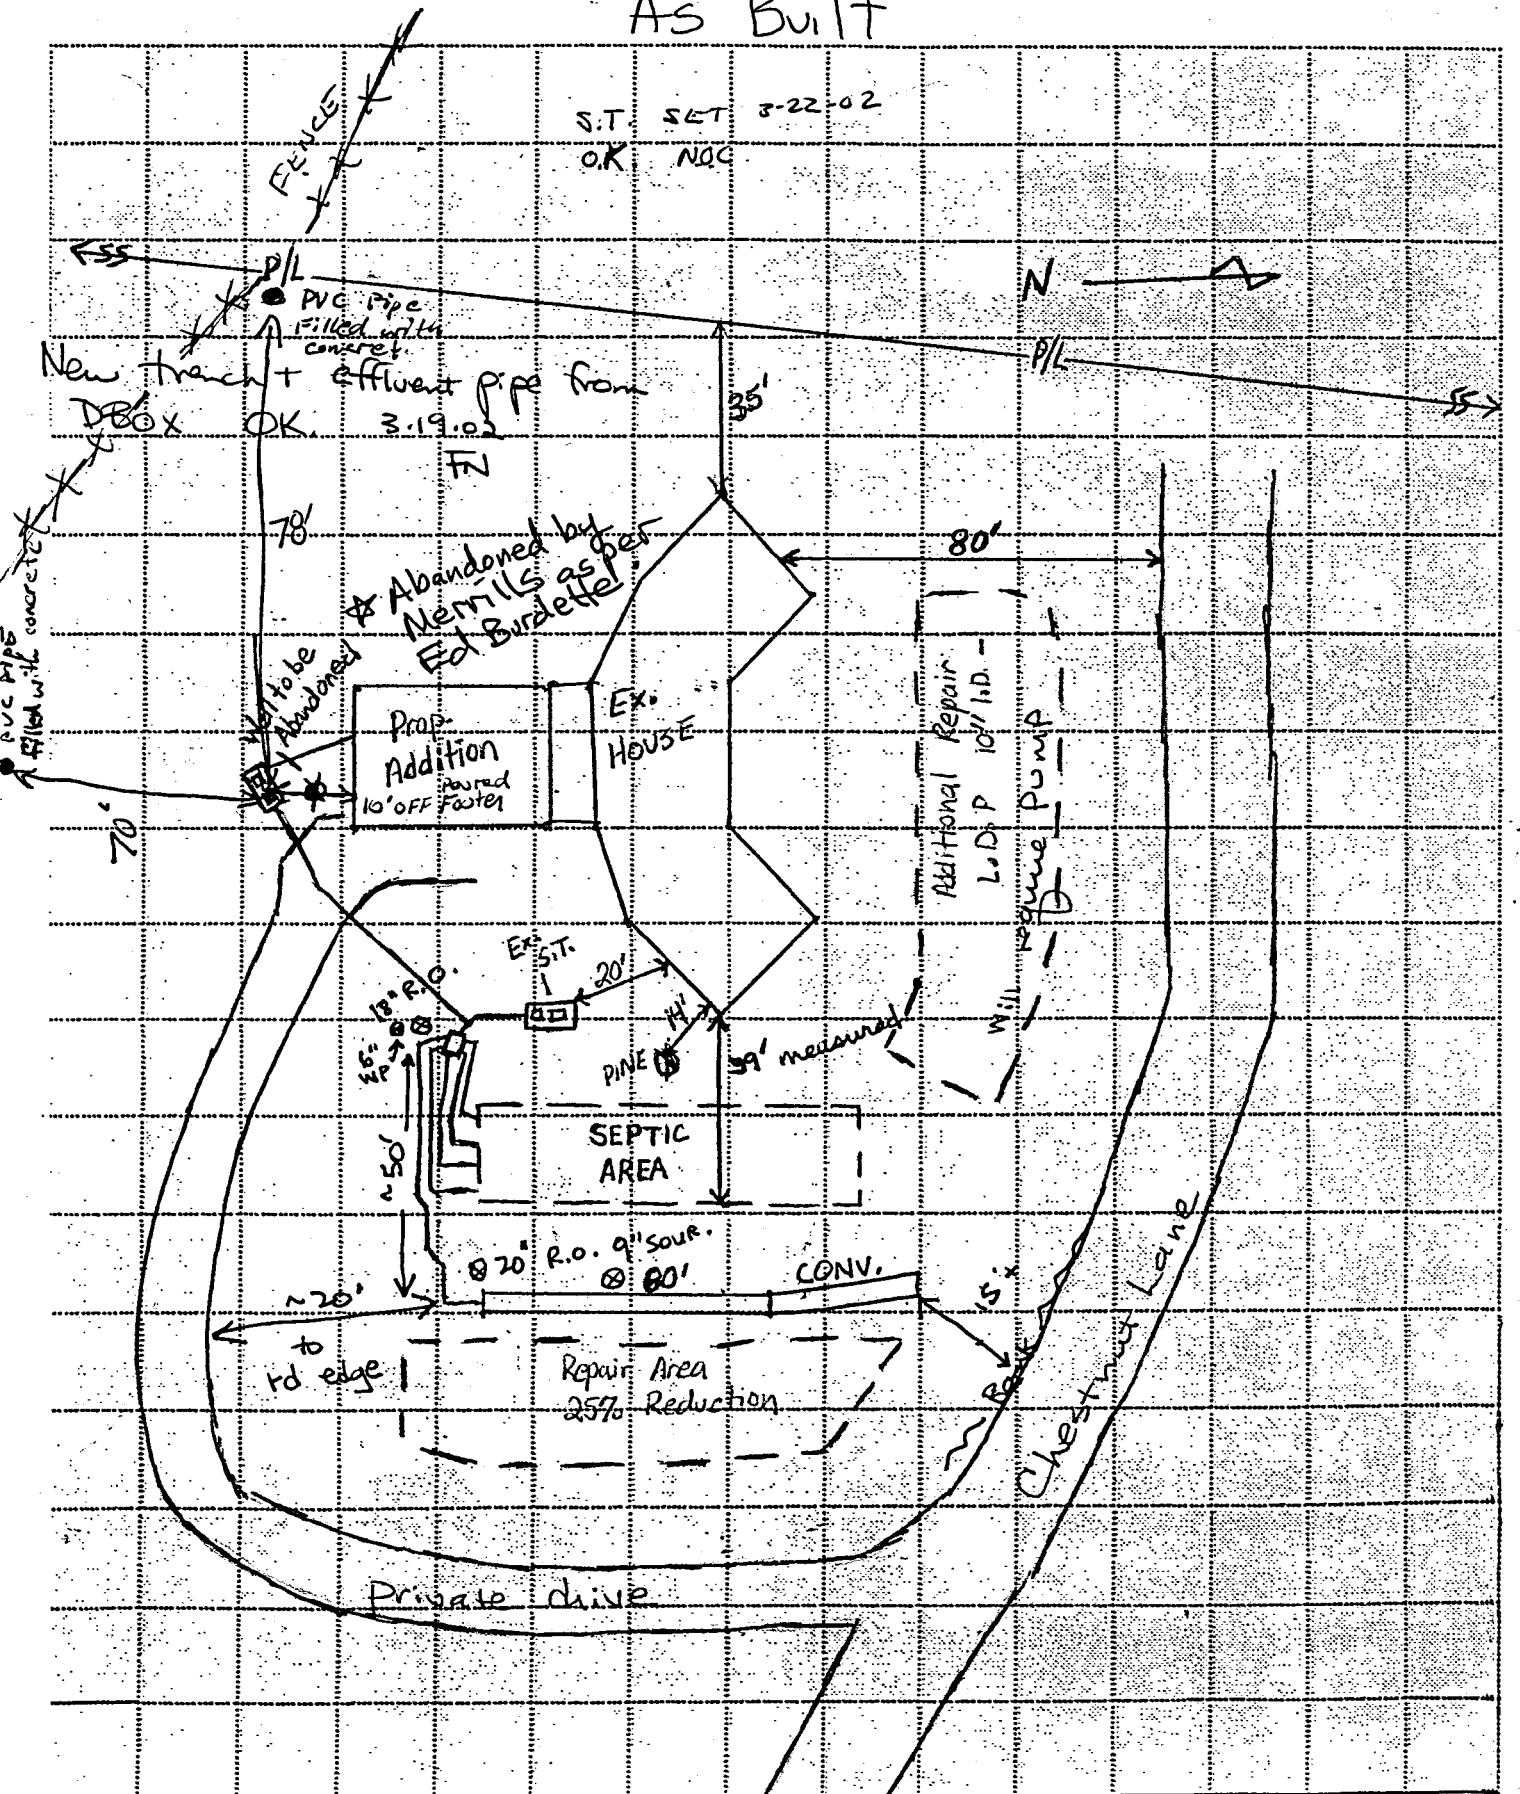 As Built
S.T. SET 3-22-02
O.K. NDC
FENCE
P/L
PVC Pipe
Filled with
concret.
N
P/L
New trench + effluent pipe from
DBOX OK. 3.19.02
FN
35'
78'
80'
☆ Abandoned by
Merrills as per
Ed Burdette!
PVC PIPE
filled with concrete
Well to be
Abandoned
Prop.
Addition
Poured
10' OFF Footer
Ex.
HOUSE
Additional Repair
L.D.P 10" I.D. -
Will require Pump
70'
Ex.
S.T.
20'
18" R.O.
6"
WP
14'
PINE
39' measured
~50'
SEPTIC
AREA
20" R.O. 9" SOUR.
80'
CONV.
15'
~20'
to
rd edge
Repair Area
25% Reduction
Bank
Chestnut Lane
Private drive